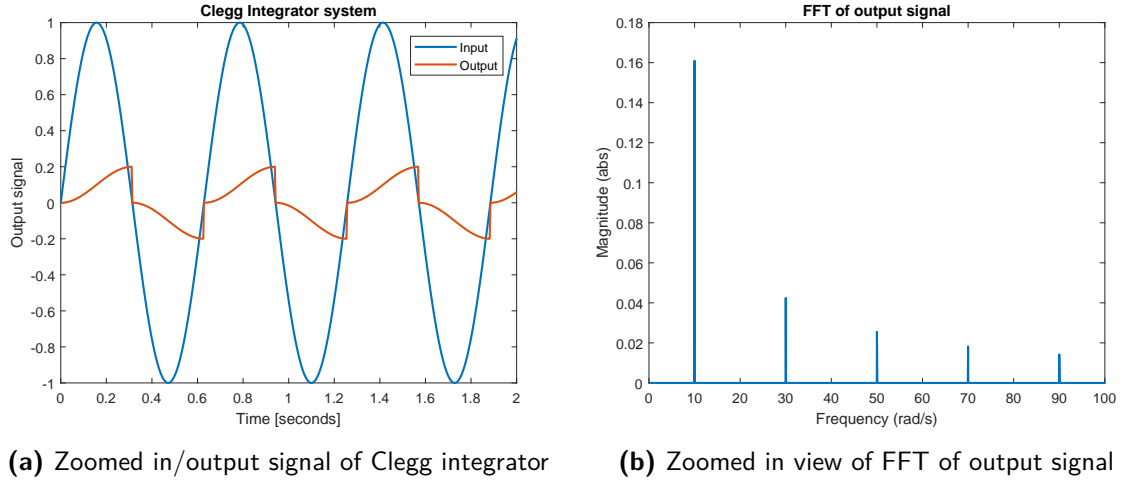 Clegg Integrator system
1
0.8
0.6
0.4
0.2
0
-0.2
-0.4
-0.6
-0.8
-1
Output signal
Input
Output
0 0.2 0.4 0.6 0.8 1 1.2 1.4 1.6 1.8 2
Time [seconds]
(a) Zoomed in/output signal of Clegg integrator
FFT of output signal
0.18
0.16
0.14
0.12
0.1
0.08
0.06
0.04
0.02
0
Magnitude (abs)
0 10 20 30 40 50 60 70 80 90 100
Frequency (rad/s)
(b) Zoomed in view of FFT of output signal